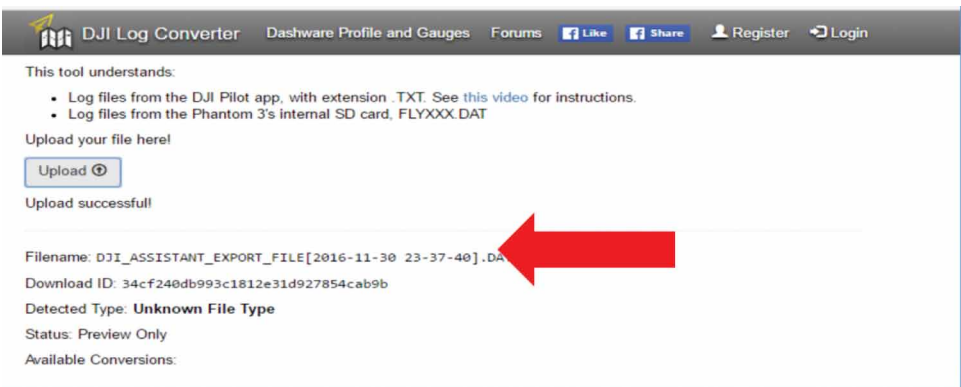 DJI Log Converter Dashware Profile and Gauges Forums Like Share Register Login
This tool understands:
• Log files from the DJI Pilot app, with extension .TXT. See this video for instructions.
• Log files from the Phantom 3's internal SD card, FLYXXX.DAT
Upload your file here!
Upload
Upload successful!
Filename: DJI_ASSISTANT_EXPORT_FILE[2016-11-30 23-37-40].DA
Download ID: 34cf240db993c1812e31d927854cab9b
Detected Type: Unknown File Type
Status: Preview Only
Available Conversions: